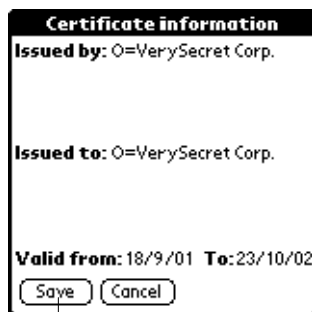 Certificate information
Issued by: O=VerySecret Corp.
Issued to: O=VerySecret Corp.
Valid from: 18/9/01 To: 23/10/02
Save Cancel